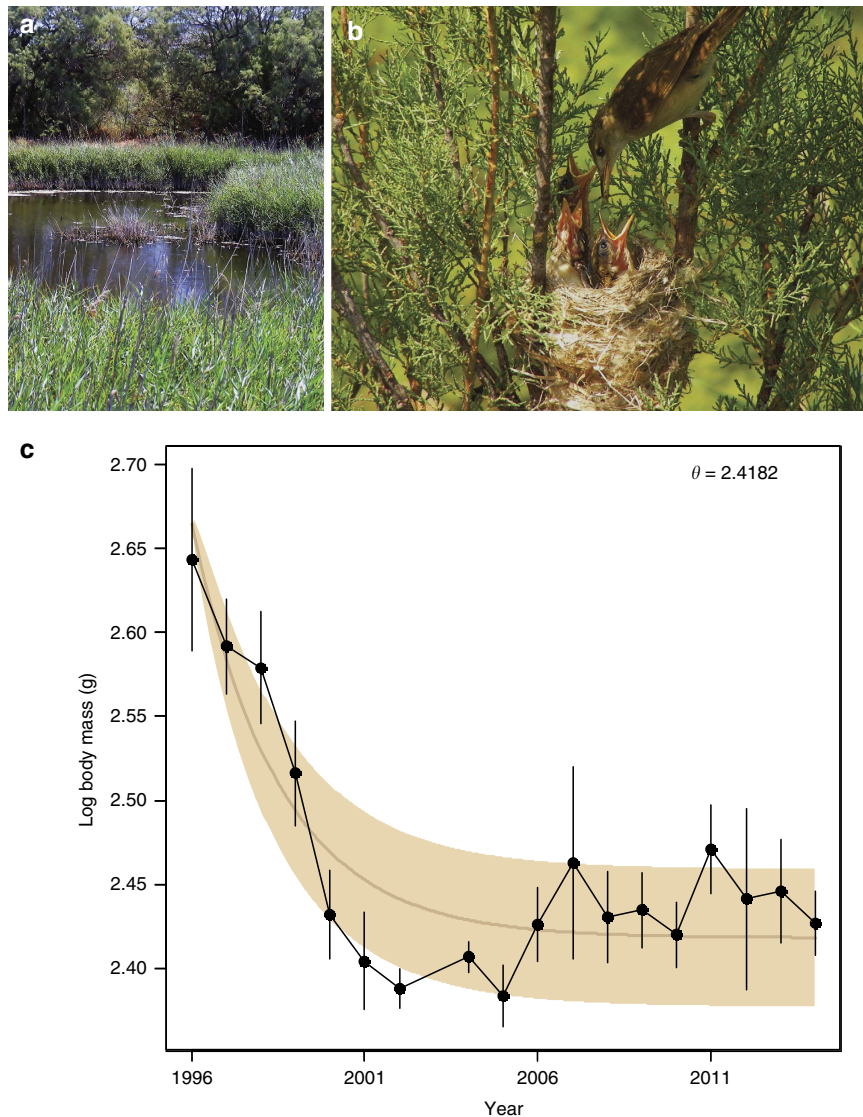 a
b
c
θ = 2.4182
2.70
2.65
2.60
2.55
2.50
2.45
2.40
Log body mass (g)
1996 2001 2006 2011
Year